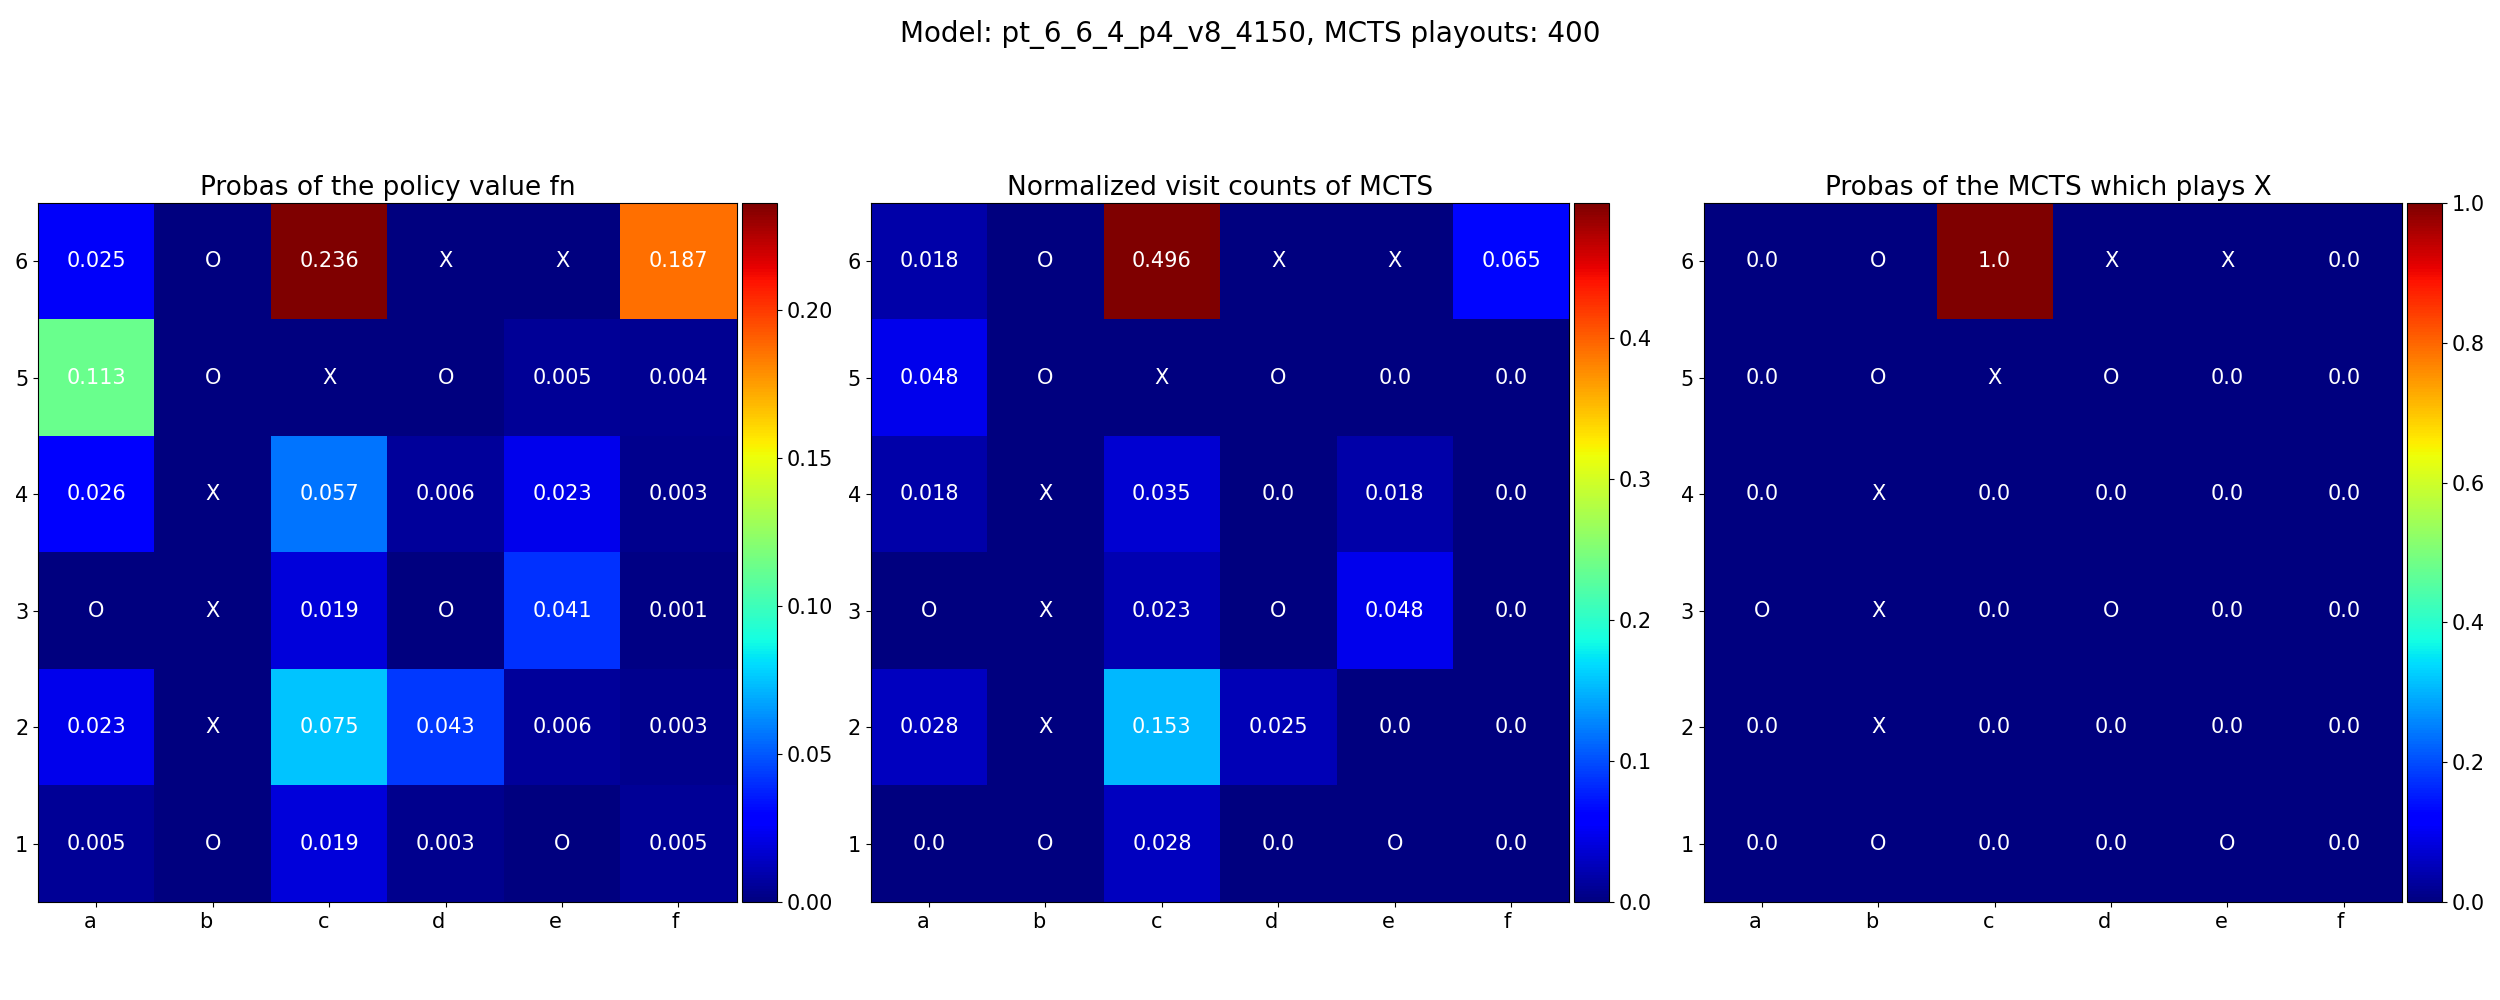 Model: pt_6_6_4_p4_v8_4150, MCTS playouts: 400
Probas of the policy value fn
6 0.025 O 0.236 X X 0.187
5 0.113 O X O 0.005 0.004
4 0.026 X 0.057 0.006 0.023 0.003
3 O X 0.019 O 0.041 0.001
2 0.023 X 0.075 0.043 0.006 0.003
1 0.005 O 0.019 0.003 O 0.005
a b c d e f
0.20
0.15
0.10
0.05
0.00
Normalized visit counts of MCTS
6 0.018 O 0.496 X X 0.065
5 0.048 O X O 0.0 0.0
4 0.018 X 0.035 0.0 0.018 0.0
3 O X 0.023 O 0.048 0.0
2 0.028 X 0.153 0.025 0.0 0.0
1 0.0 O 0.028 0.0 O 0.0
a b c d e f
0.4
0.3
0.2
0.1
0.0
Probas of the MCTS which plays X
6 0.0 O 1.0 X X 0.0
5 0.0 O X O 0.0 0.0
4 0.0 X 0.0 0.0 0.0 0.0
3 O X 0.0 O 0.0 0.0
2 0.0 X 0.0 0.0 0.0 0.0
1 0.0 O 0.0 0.0 O 0.0
a b c d e f
1.0
0.8
0.6
0.4
0.2
0.0